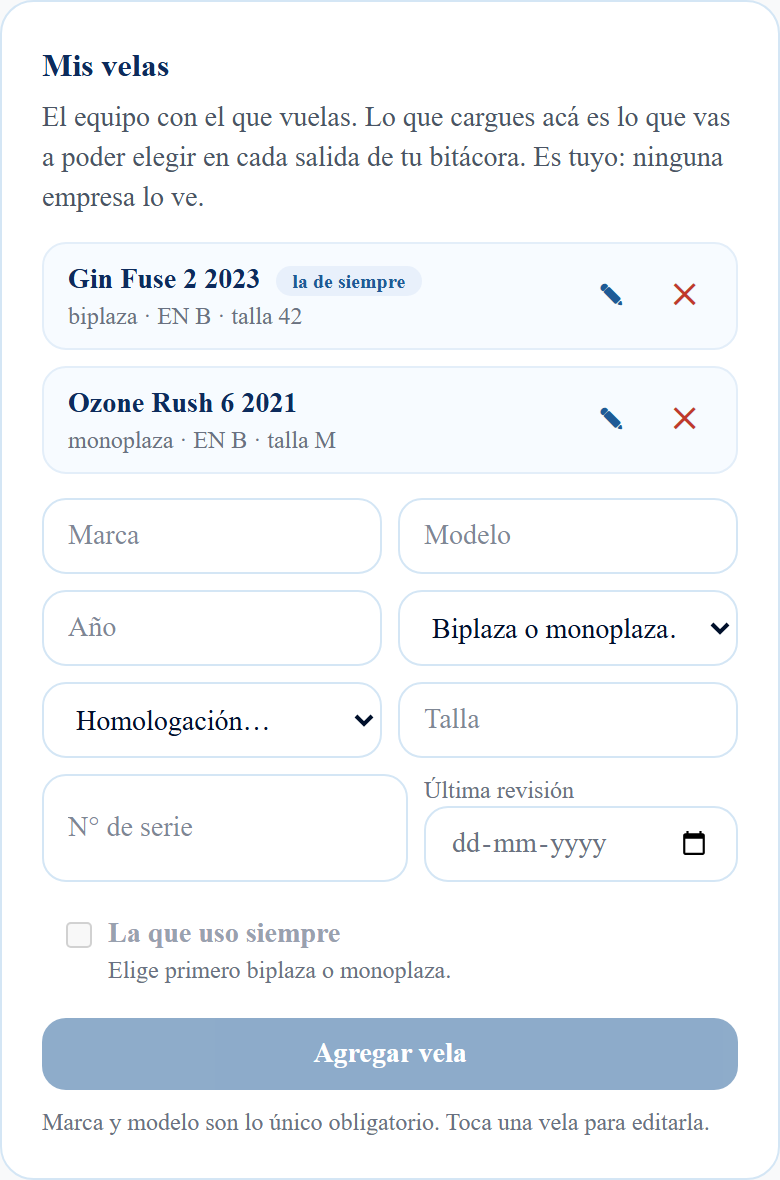 Mis velas
El equipo con el que vuelas. Lo que cargues acá es lo que vas
a poder elegir en cada salida de tu bitácora. Es tuyo: ninguna
empresa lo ve.
Gin Fuse 2 2023 la de siempre
biplaza · EN B · talla 42
Ozone Rush 6 2021
monoplaza · EN B · talla M
Marca Modelo
Año Biplaza o monoplaza.
Homologación… Talla
Última revisión
N° de serie dd-mm-yyyy
La que uso siempre
Elige primero biplaza o monoplaza.
Agregar vela
Marca y modelo son lo único obligatorio. Toca una vela para editarla.